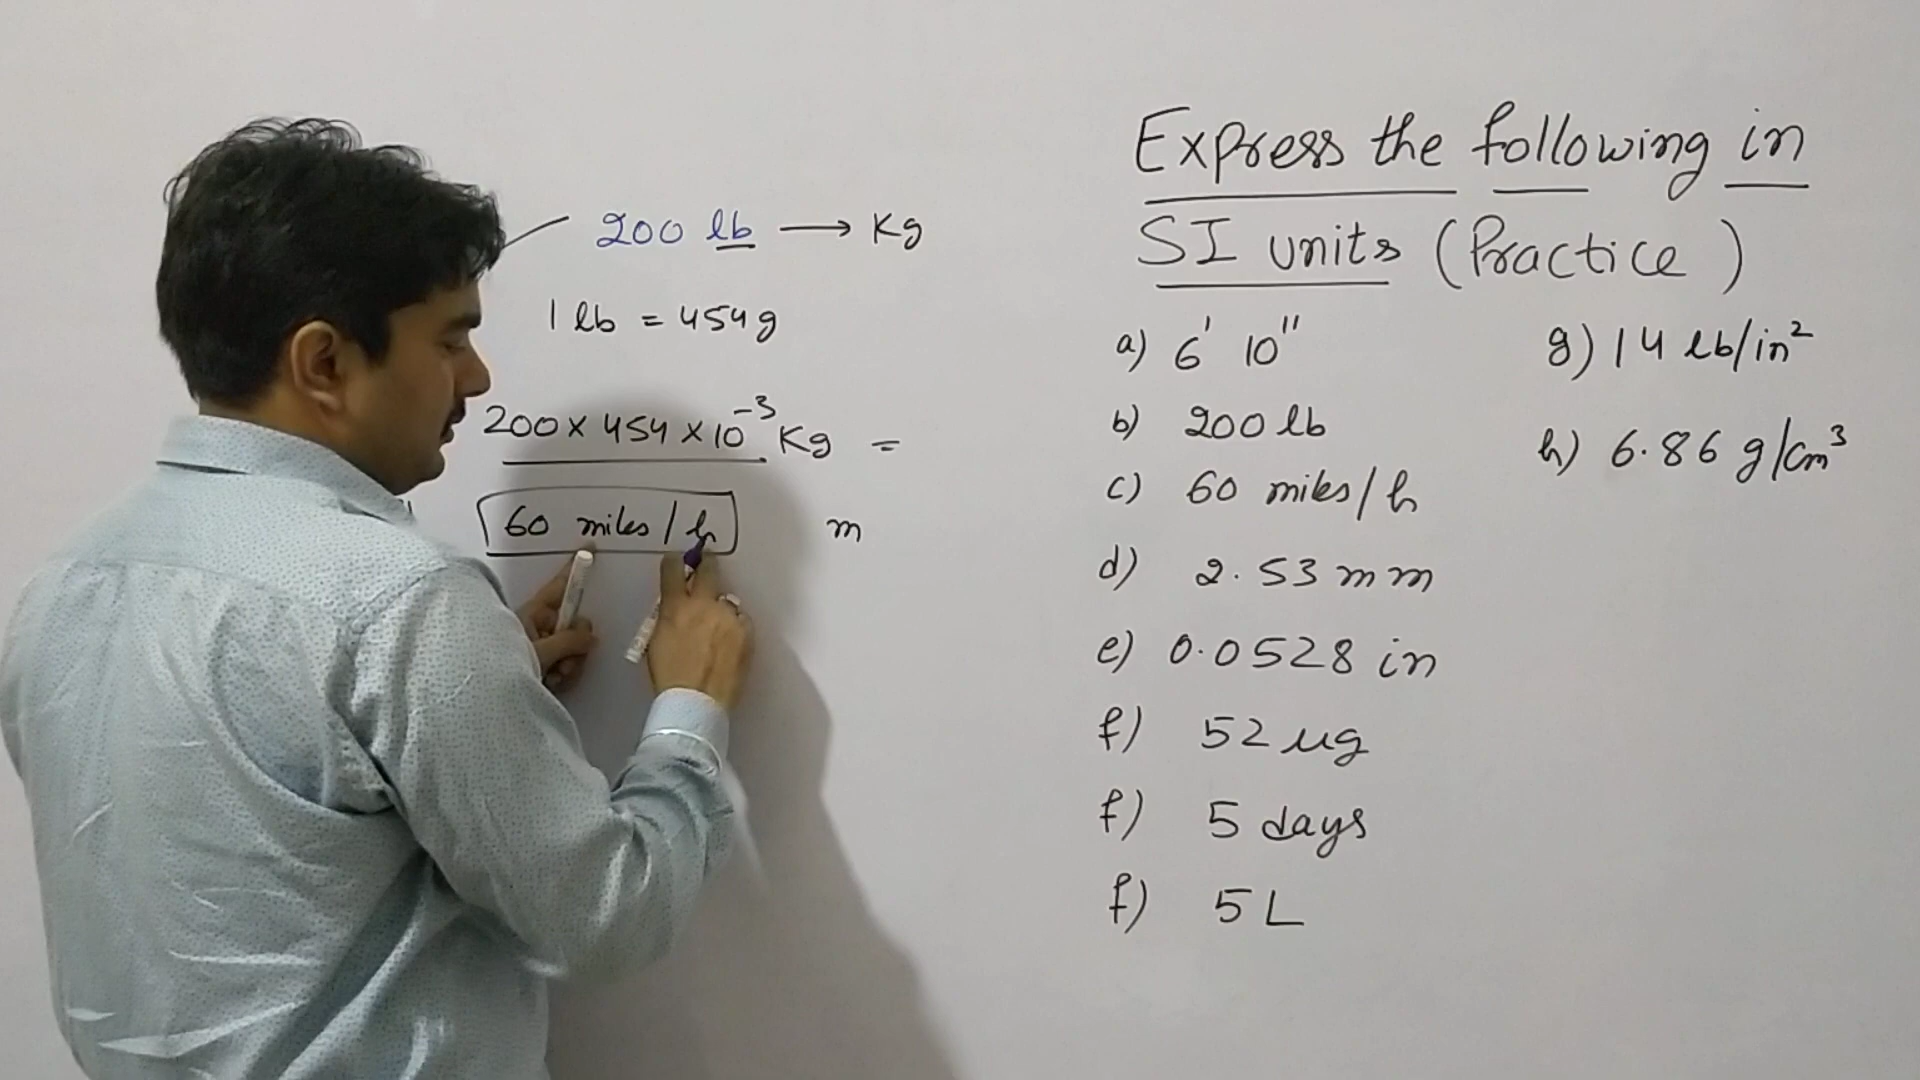 200 lb → Kg
1 lb = 454g
200 × 454 × 10⁻³ Kg =
60 miles / h m
Express the following in
SI units (Practice)
a) 6' 10''
b) 200 lb
c) 60 miles / h
d) 2.53 mm
e) 0.0528 in
f) 52 μg
f) 5 days
f) 5 L
g) 14 lb/in²
h) 6.86 g/cm³